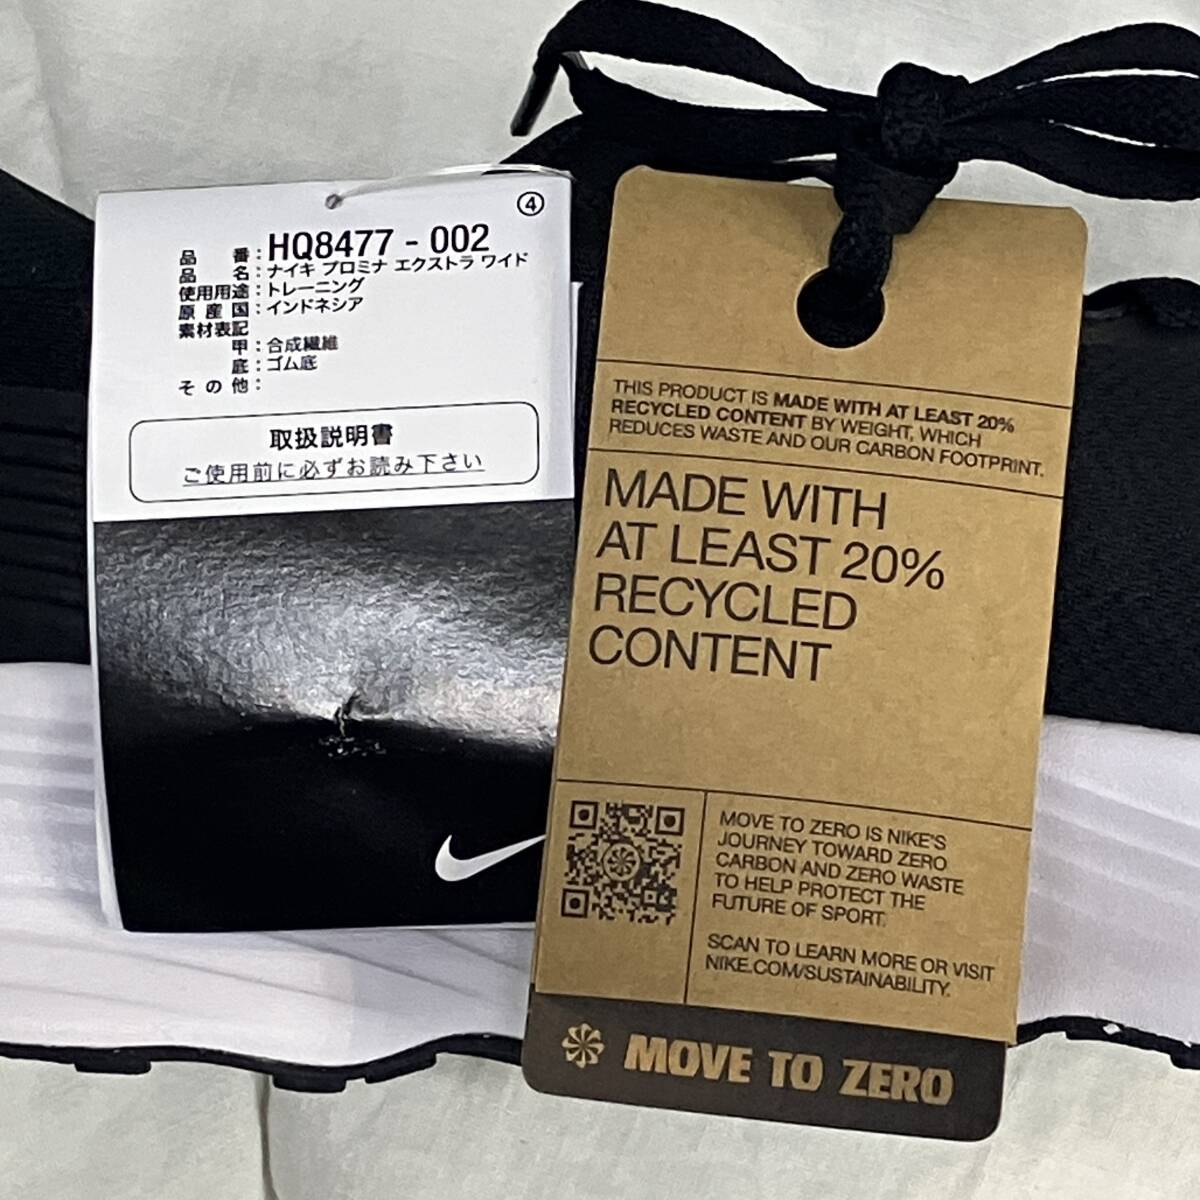 ④
品番:HQ8477-002
品名:ナイキ プロミナ エクストラ ワイド
使用用途:トレーニング
原産国:インドネシア
素材表記
甲:合成繊維
底:ゴム底
その他:
取扱説明書
ご使用前に必ずお読み下さい
THIS PRODUCT IS MADE WITH AT LEAST 20%
RECYCLED CONTENT BY WEIGHT, WHICH
REDUCES WASTE AND OUR CARBON FOOTPRINT.
MADE WITH
AT LEAST 20%
RECYCLED
CONTENT
MOVE TO ZERO IS NIKE'S
JOURNEY TOWARD ZERO
CARBON AND ZERO WASTE
TO HELP PROTECT THE
FUTURE OF SPORT.
SCAN TO LEARN MORE OR VISIT
NIKE.COM/SUSTAINABILITY.
MOVE TO ZERO